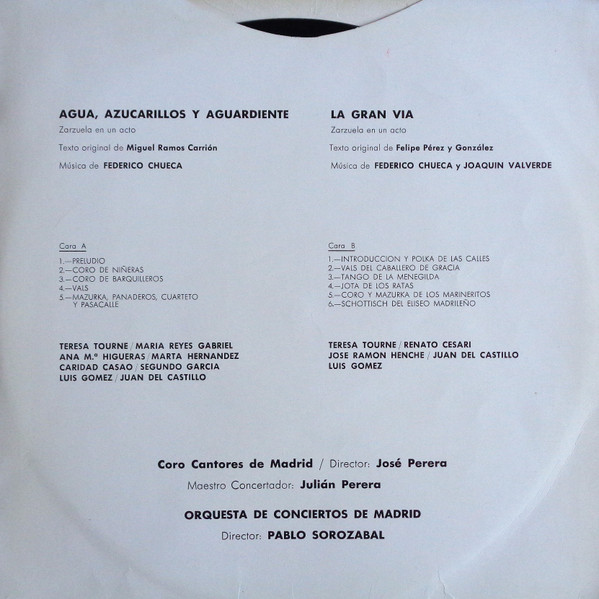 AGUA, AZUCARILLOS Y AGUARDIENTE
Zarzuela en un acto
Texto original de Miguel Ramos Carrión
Música de FEDERICO CHUECA
Cara A
1.—PRELUDIO
2.—CORO DE NIÑERAS
3.—CORO DE BARQUILLEROS
4.—VALS
5.—MAZURKA, PANADEROS, CUARTETO
Y PASACALLE
TERESA TOURNE / MARIA REYES GABRIEL
ANA M.ª HIGUERAS / MARTA HERNANDEZ
CARIDAD CASAO / SEGUNDO GARCIA
LUIS GOMEZ / JUAN DEL CASTILLO
LA GRAN VIA
Zarzuela en un acto
Texto original de Felipe Pérez y González
Música de FEDERICO CHUECA y JOAQUIN VALVERDE
Cara B
1.—INTRODUCCION Y POLKA DE LAS CALLES
2.—VALS DEL CABALLERO DE GRACIA
3.—TANGO DE LA MENEGILDA
4.—JOTA DE LOS RATAS
5.—CORO Y MAZURKA DE LOS MARINERITOS
6.—SCHOTTISCH DEL ELISEO MADRILEÑO
TERESA TOURNE / RENATO CESARI
JOSE RAMON HENCHE / JUAN DEL CASTILLO
LUIS GOMEZ
Coro Cantores de Madrid / Director: José Perera
Maestro Concertador: Julián Perera
ORQUESTA DE CONCIERTOS DE MADRID
Director: PABLO SOROZABAL